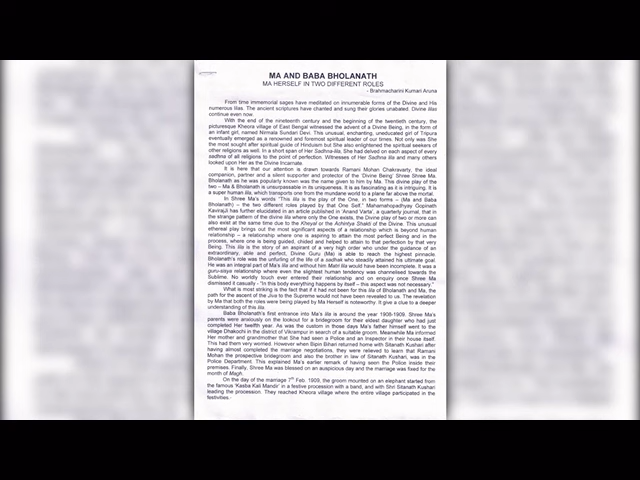 MA AND BABA BHOLANATH
MA HERSELF IN TWO DIFFERENT ROLES
- Brahmacharini Kumari Aruna
From time immemorial sages have meditated on innumerable forms of the Divine and His
numerous lilas. The ancient scriptures have chanted and sung their glories unabated. Divine lilas
continue even now.
With the end of the nineteenth century and the beginning of the twentieth century, the
picturesque Kheora village of East Bengal witnessed the advent of a Divine Being, in the form of
an infant girl, named Nirmala Sundari Devi. This unusual, enchanting, uneducated girl of Tripura
eventually emerged as a renowned and foremost spiritual leader of our times. Not only was She
the most sought after spiritual guide of Hinduism but She also enlightened the spiritual seekers of
other religions as well. In a short span of Her Sadhna-lila, She had delved on each aspect of every
sadhna of all religions to the point of perfection. Witnesses of Her Sadhna lila and many others
looked upon Her as the Divine Incarnate.
It is here that our attention is drawn towards Ramani Mohan Chakravarty, the ideal
companion, partner and a silent supporter and protector of the 'Divine Being' Shree Shree Ma.
Bholanath as he was popularly known was the name given to him by Ma. This divine play of the
two – Ma & Bholanath is unsurpassable in its uniqueness. It is as fascinating as it is intriguing. It is
a super human lila, which transports one from the mundane world to a plane far above the mortal.
In Shree Ma's words "This lila is the play of the One, in two forms – (Ma and Baba
Bholanath) – the two different roles played by that One Self." Mahamahopadhyay Gopinath
Kavirajji has further elucidated in an article published in 'Anand Varta', a quarterly journal, that in
the strange pattern of the divine lila where only the One exists, the Divine play of two or more can
also exist at the same time due to the Kheyal or the Achintya Shakti of the Divine. This unusual
ethereal play brings out the most significant aspects of a relationship which is beyond human
relationship – a relationship where one is aspiring to attain the most perfect Being and in the
process, where one is being guided, chided and helped to attain to that perfection by that very
Being. This lila is the story of an aspirant of a very high order who under the guidance of an
extraordinary, able and perfect, Divine Guru (Ma) is able to reach the highest pinnacle.
Bholanath's role was the unfurling of the life of a sadhak who steadily attained his ultimate goal.
He was an integral part of Ma's lila and without him Matri lila would have been incomplete. It was a
guru-sisya relationship where even the slightest human tendency was channelised towards the
Sublime. No worldly touch ever entered their relationship and on enquiry once Shree Ma
dismissed it casually - "In this body everything happens by itself – this aspect was not necessary."
What is most striking is the fact that if it had not been for this lila of Bholanath and Ma, the
path for the ascent of the Jiva to the Supreme would not have been revealed to us. The revelation
by Ma that both the roles were being played by Ma Herself is noteworthy. It give a clue to a deeper
understanding of this lila.
Baba Bholanath's first entrance into Ma's lila is around the year 1908-1909. Shree Ma's
parents were anxiously on the lookout for a bridegroom for their eldest daughter who had just
completed Her twelfth year. As was the custom in those days Ma's father himself went to the
village Dhakochi in the district of Vikrampur in search of a suitable groom. Meanwhile Ma informed
Her mother and grandmother that She had seen a Police and an Inspector in their house itself.
This had them very worried. However when Bipin Bihari returned home with Sitanath Kushari after
having almost completed the marriage negotiations, they were relieved to learn that Ramani
Mohan the prospective bridegroom and also the brother in law of Sitanath Kushari, was in the
Police Department. This explained Ma's earlier remark of having seen the Police inside their
premises. Finally, Shree Ma was blessed on an auspicious day and the marriage was fixed for the
month of Magh.
On the day of the marriage 7th Feb. 1909, the groom mounted on an elephant started from
the famous 'Kasba Kali Mandir' in a festive procession with a band, and with Shri Sitanath Kushari
leading the procession. They reached Kheora village where the entire village participated in the
festivities.